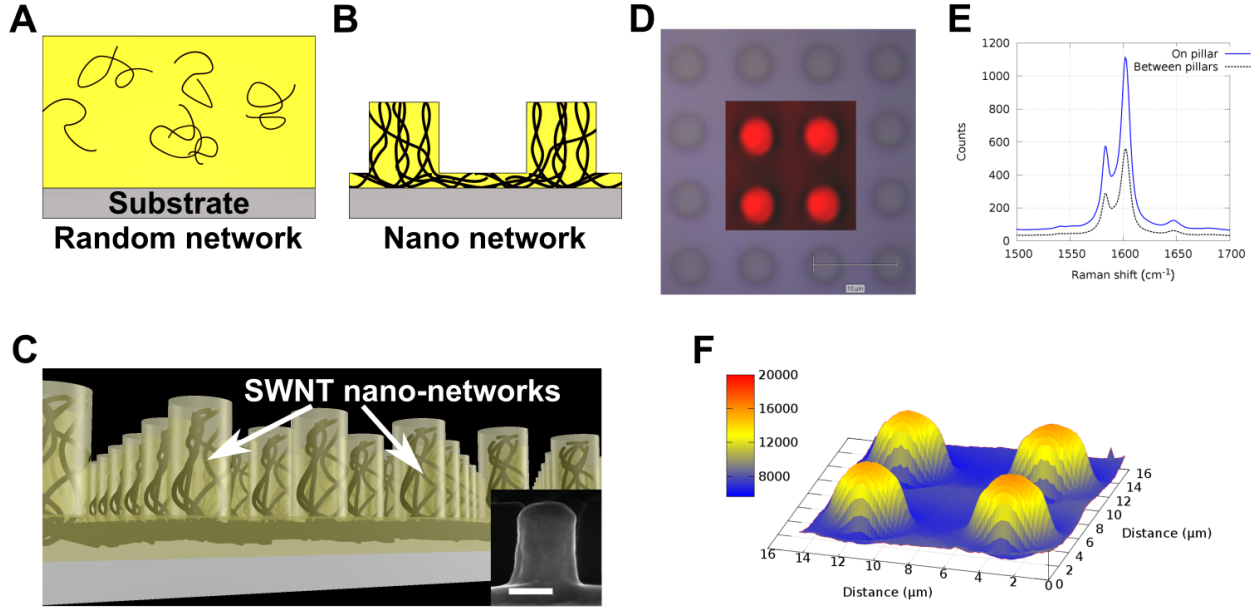 A
Substrate
Random network
B
Nano network
C
SWNT nano-networks
D
10 µm
E
1200
1000
800
600
400
200
0
1500
1550
1600
1650
1700
Counts
Raman shift (cm⁻¹)
On pillar
Between pillars
F
20000
16000
12000
8000
16
14
12
10
8
6
4
2
0
Distance (µm)
16
14
12
10
8
6
4
2
0
Distance (µm)